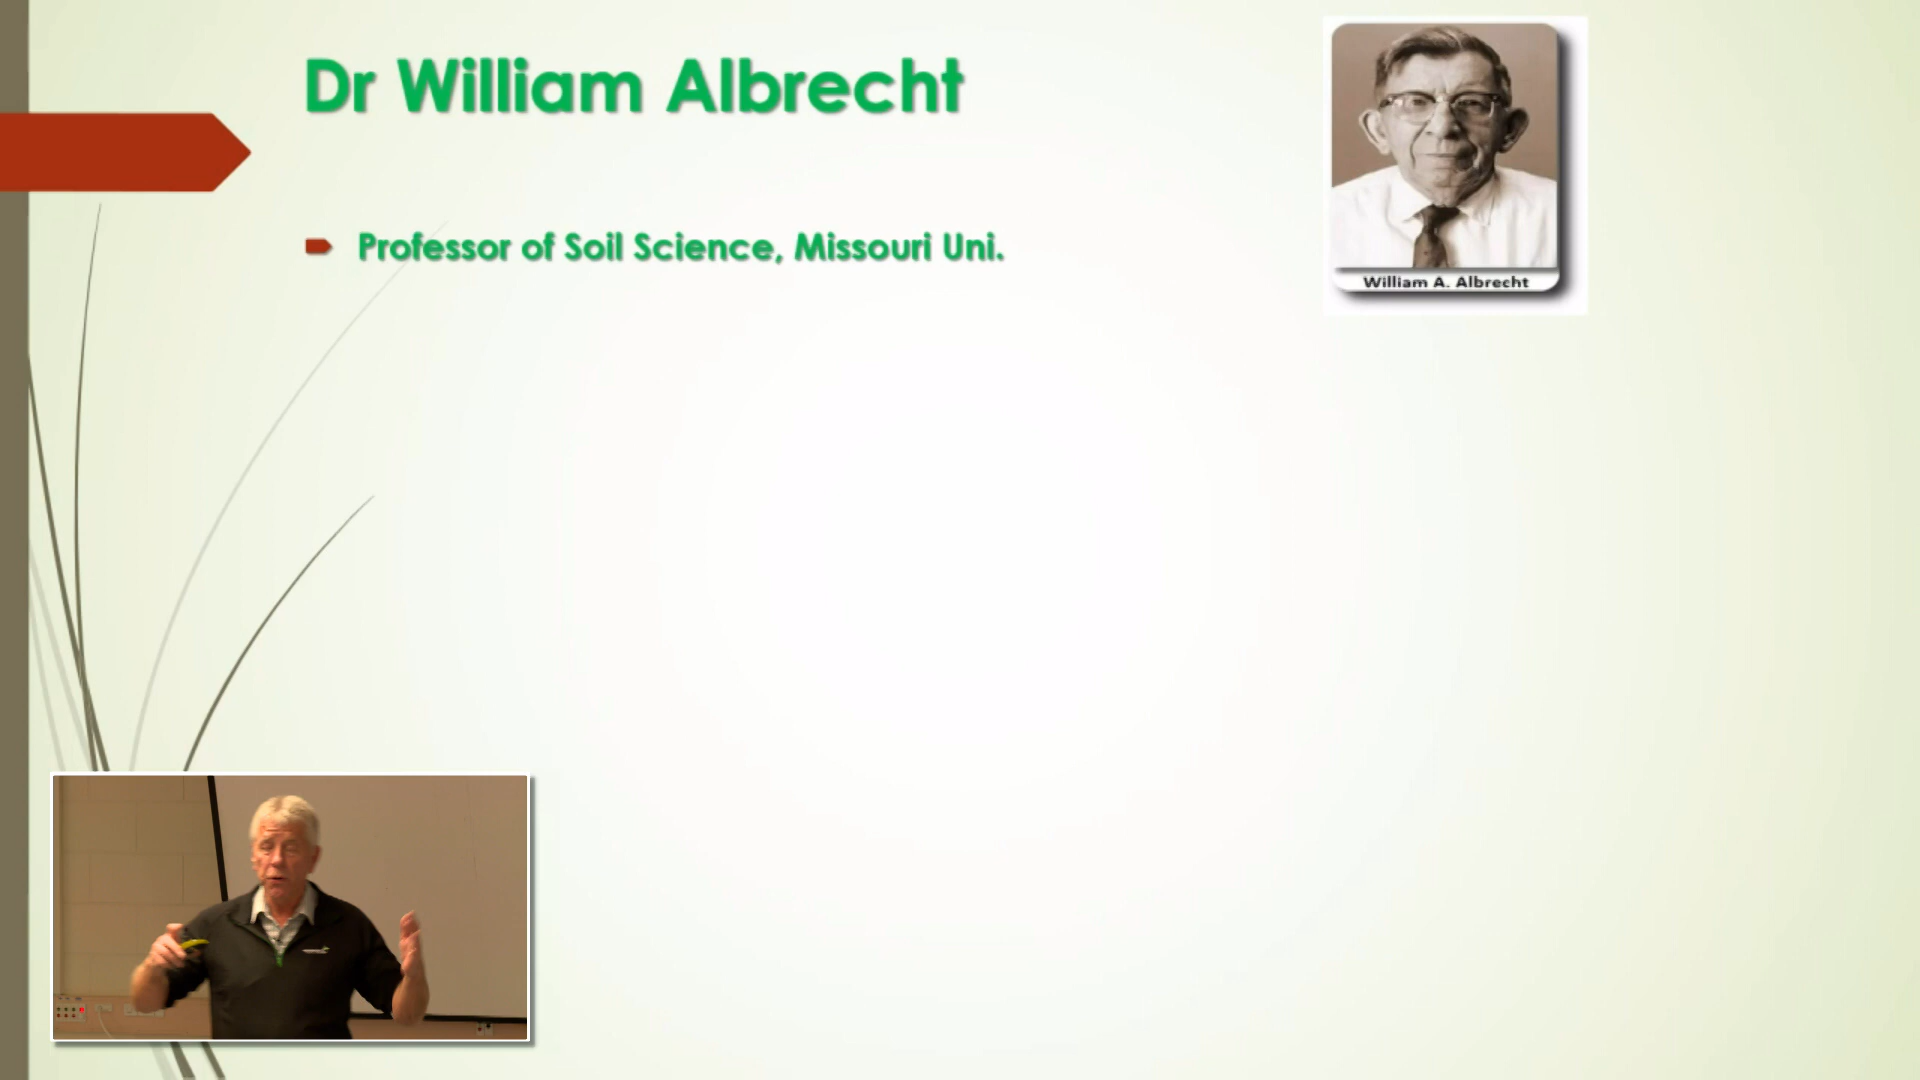 Dr William Albrecht
Professor of Soil Science, Missouri Uni.
William A. Albrecht